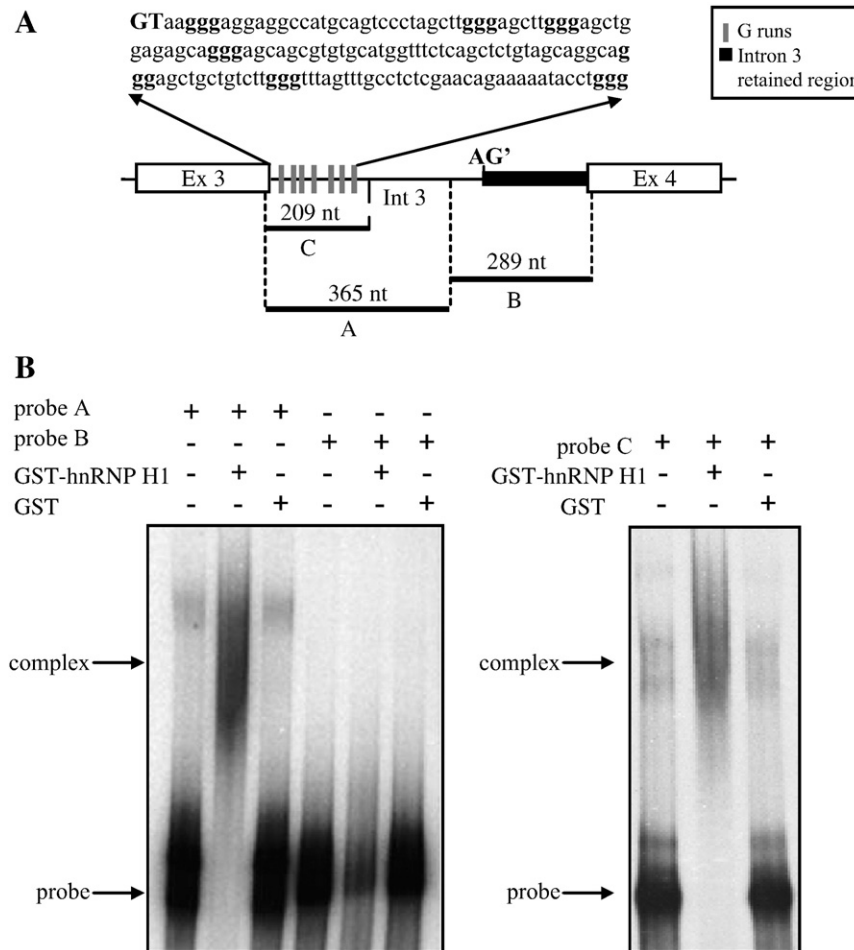 A
GTaagggaggaggccatgcagtccctagcttgggagcttgggagctg
gagagcagggagcagcgtgtgcatggtttctcagctctgtagcaggcag
ggagctgctgtcttgggtttagtttgcctctcgaacagaaaaatacctggg
G runs
Intron 3
retained region
AG'
Ex 3
Int 3
Ex 4
209 nt
C
289 nt
B
365 nt
A
B
probe A + + + - - -
probe B - - - + + +
GST-hnRNP H1 - + - - + -
GST - - + - - +
complex
probe
probe C + + +
GST-hnRNP H1 - + -
GST - - +
complex
probe